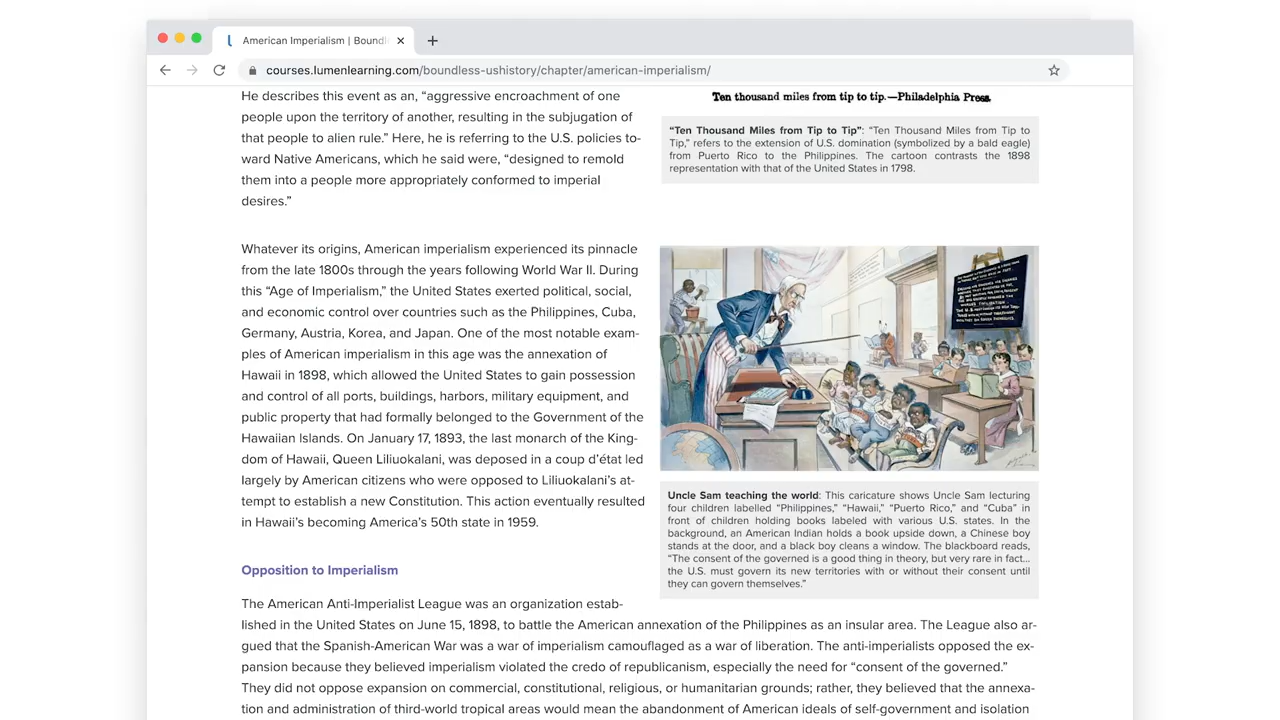 American Imperialism | Boundl
courses.lumenlearning.com/boundless-ushistory/chapter/american-imperialism/
He describes this event as an, “aggressive encroachment of one
people upon the territory of another, resulting in the subjugation of
that people to alien rule.” Here, he is referring to the U.S. policies to-
ward Native Americans, which he said were, “designed to remold
them into a people more appropriately conformed to imperial
desires.”
Whatever its origins, American imperialism experienced its pinnacle
from the late 1800s through the years following World War II. During
this “Age of Imperialism,” the United States exerted political, social,
and economic control over countries such as the Philippines, Cuba,
Germany, Austria, Korea, and Japan. One of the most notable exam-
ples of American imperialism in this age was the annexation of
Hawaii in 1898, which allowed the United States to gain possession
and control of all ports, buildings, harbors, military equipment, and
public property that had formally belonged to the Government of the
Hawaiian Islands. On January 17, 1893, the last monarch of the King-
dom of Hawaii, Queen Liliuokalani, was deposed in a coup d’état led
largely by American citizens who were opposed to Liliuokalani’s at-
tempt to establish a new Constitution. This action eventually resulted
in Hawaii’s becoming America’s 50th state in 1959.
Opposition to Imperialism
The American Anti-Imperialist League was an organization estab-
lished in the United States on June 15, 1898, to battle the American annexation of the Philippines as an insular area. The League also ar-
gued that the Spanish-American War was a war of imperialism camouflaged as a war of liberation. The anti-imperialists opposed the ex-
pansion because they believed imperialism violated the credo of republicanism, especially the need for “consent of the governed.”
They did not oppose expansion on commercial, constitutional, religious, or humanitarian grounds; rather, they believed that the annexa-
tion and administration of third-world tropical areas would mean the abandonment of American ideals of self-government and isolation
Ten thousand miles from tip to tip.—Philadelphia Press.
“Ten Thousand Miles from Tip to Tip”: “Ten Thousand Miles from Tip to
Tip,” refers to the extension of U.S. domination (symbolized by a bald eagle)
from Puerto Rico to the Philippines. The cartoon contrasts the 1898
representation with that of the United States in 1798.
Uncle Sam teaching the world: This caricature shows Uncle Sam lecturing
four children labelled “Philippines,” “Hawaii,” “Puerto Rico,” and “Cuba” in
front of children holding books labeled with various U.S. states. In the
background, an American Indian holds a book upside down, a Chinese boy
stands at the door, and a black boy cleans a window. The blackboard reads,
“The consent of the governed is a good thing in theory, but very rare in fact…
the U.S. must govern its new territories with or without their consent until
they can govern themselves.”